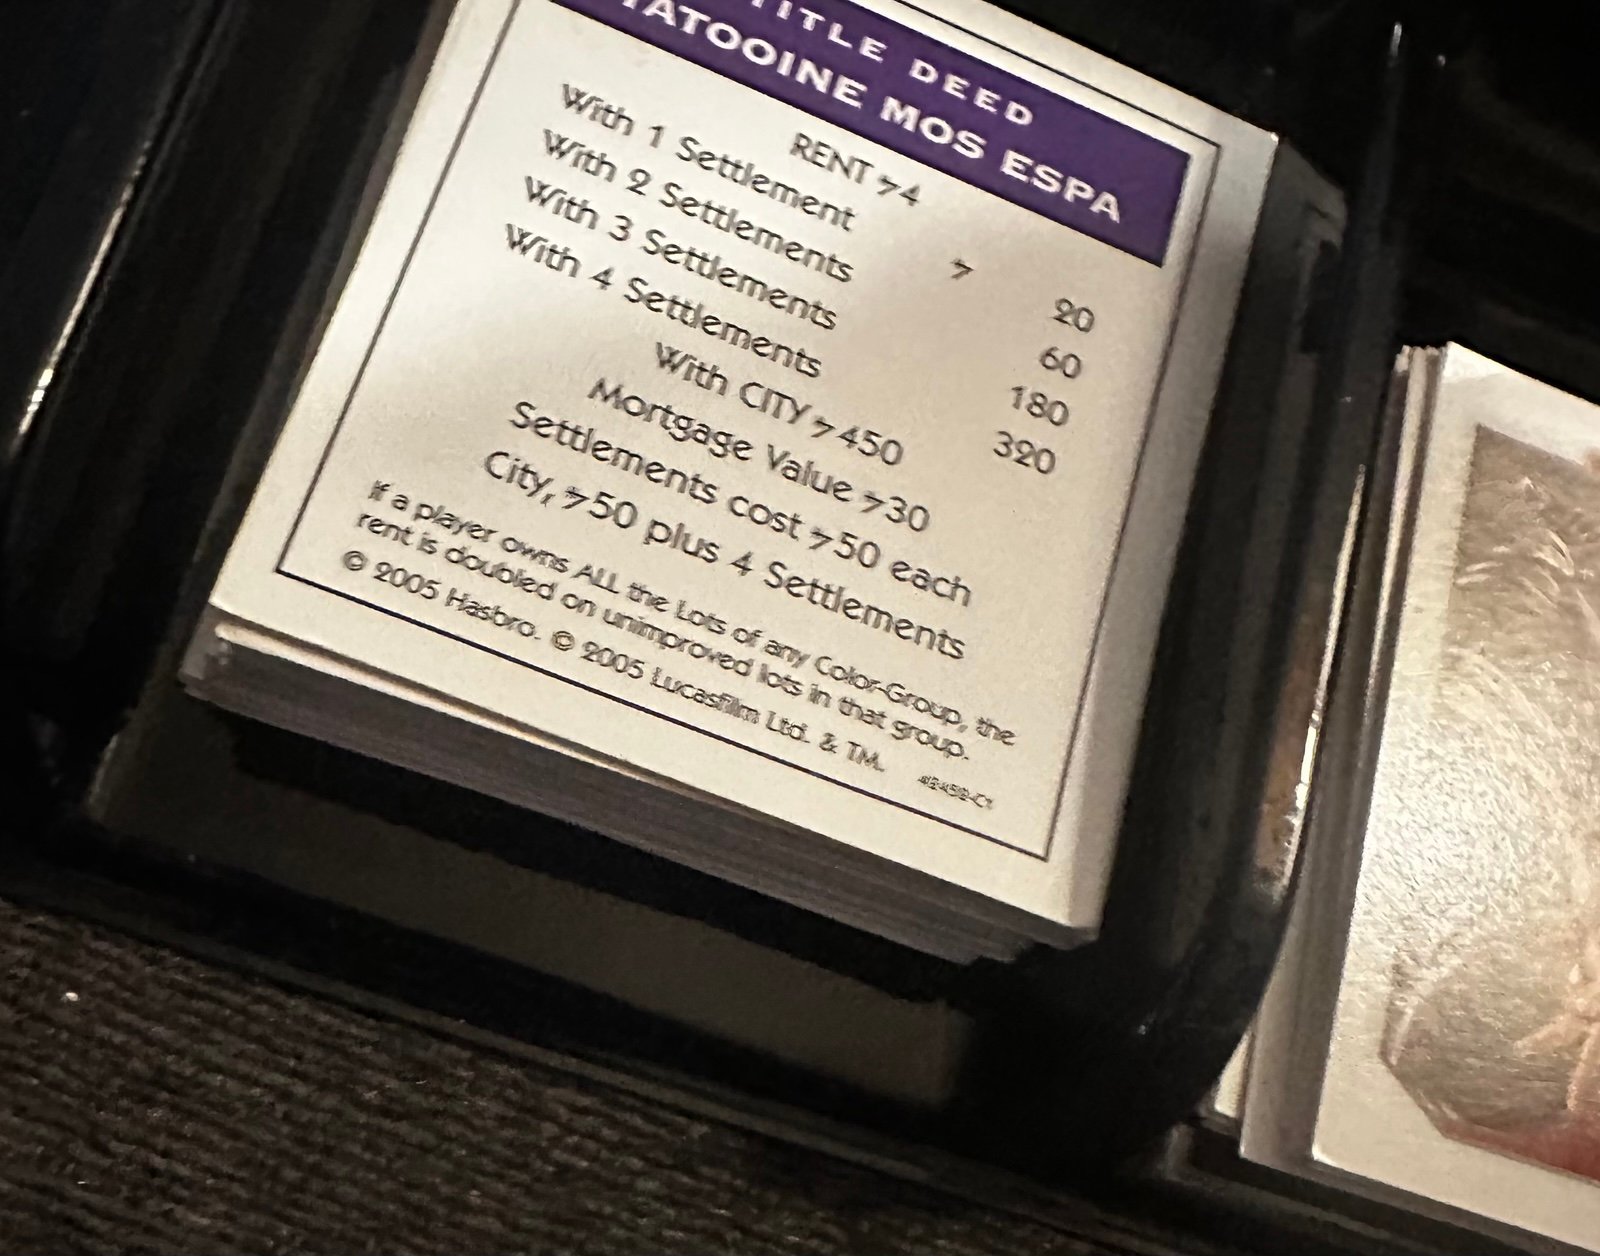 TITLE DEED
TATOOINE MOS ESPA
RENT 4
With 1 Settlement 20
With 2 Settlements 60
With 3 Settlements 180
With 4 Settlements 320
With CITY 450
Mortgage Value 30
Settlements cost 50 each
City, 50 plus 4 Settlements
If a player owns ALL the Lots of any Color-Group, the
rent is doubled on unimproved lots in that group.
© 2005 Hasbro. © 2005 Lucasfilm Ltd. & TM.